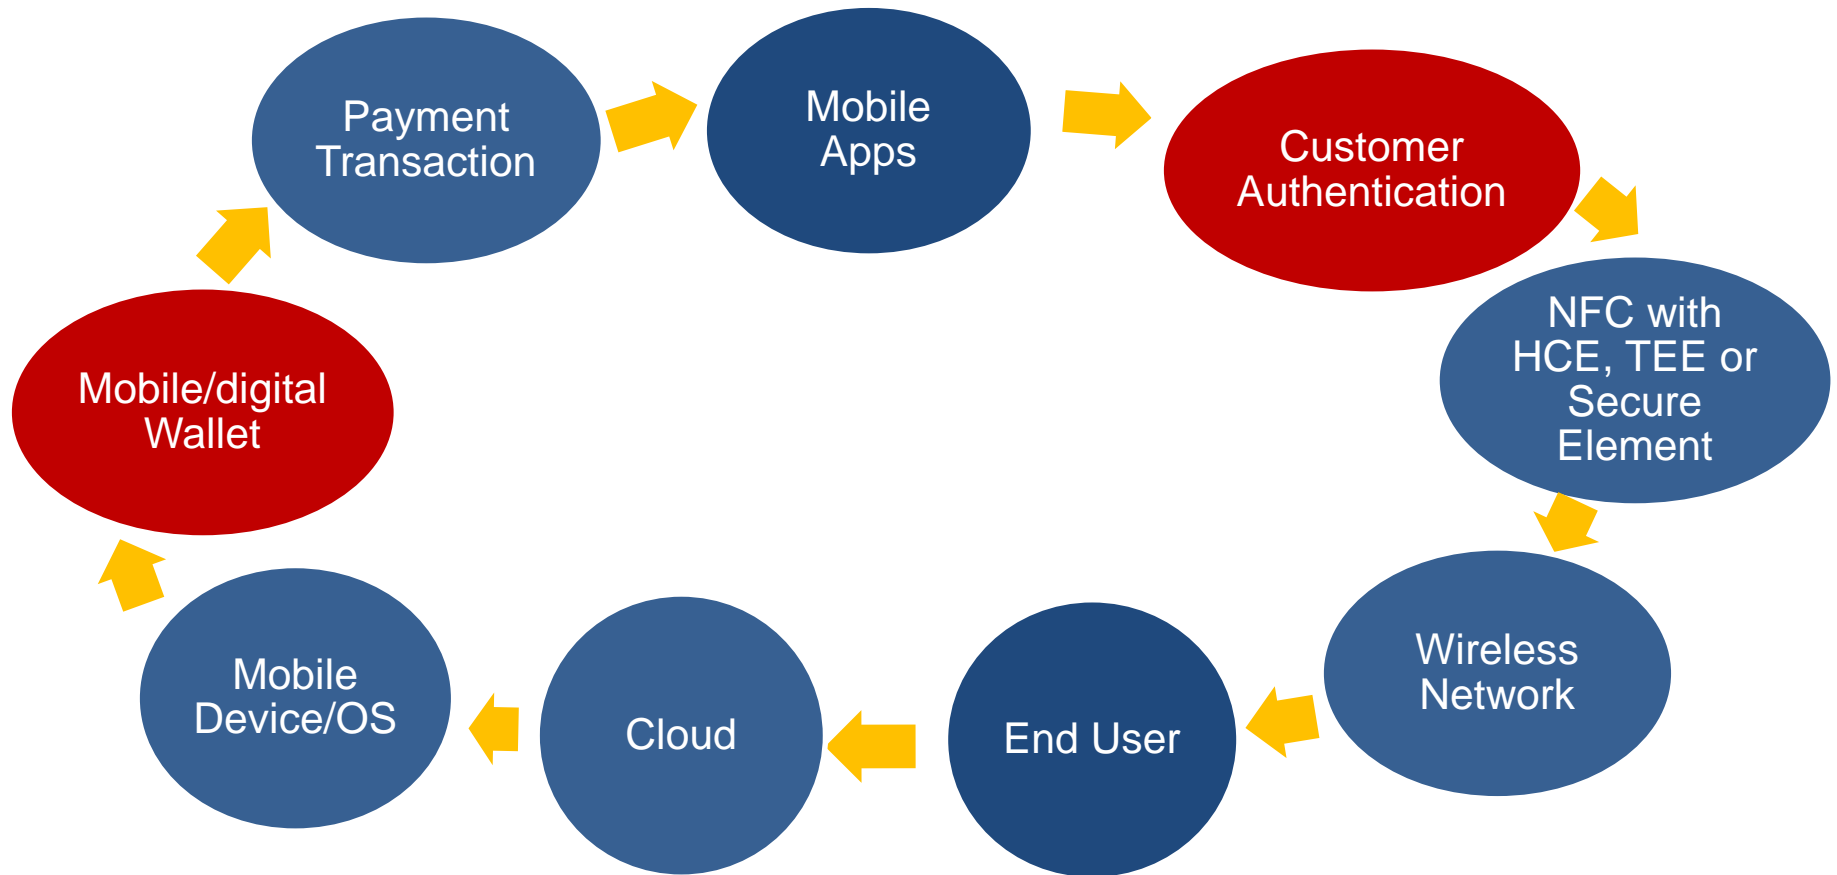 Payment
Transaction
Mobile
Apps
Customer
Authentication
NFC with
HCE, TEE or
Secure
Element
Wireless
Network
End User
Cloud
Mobile
Device/OS
Mobile/digital
Wallet